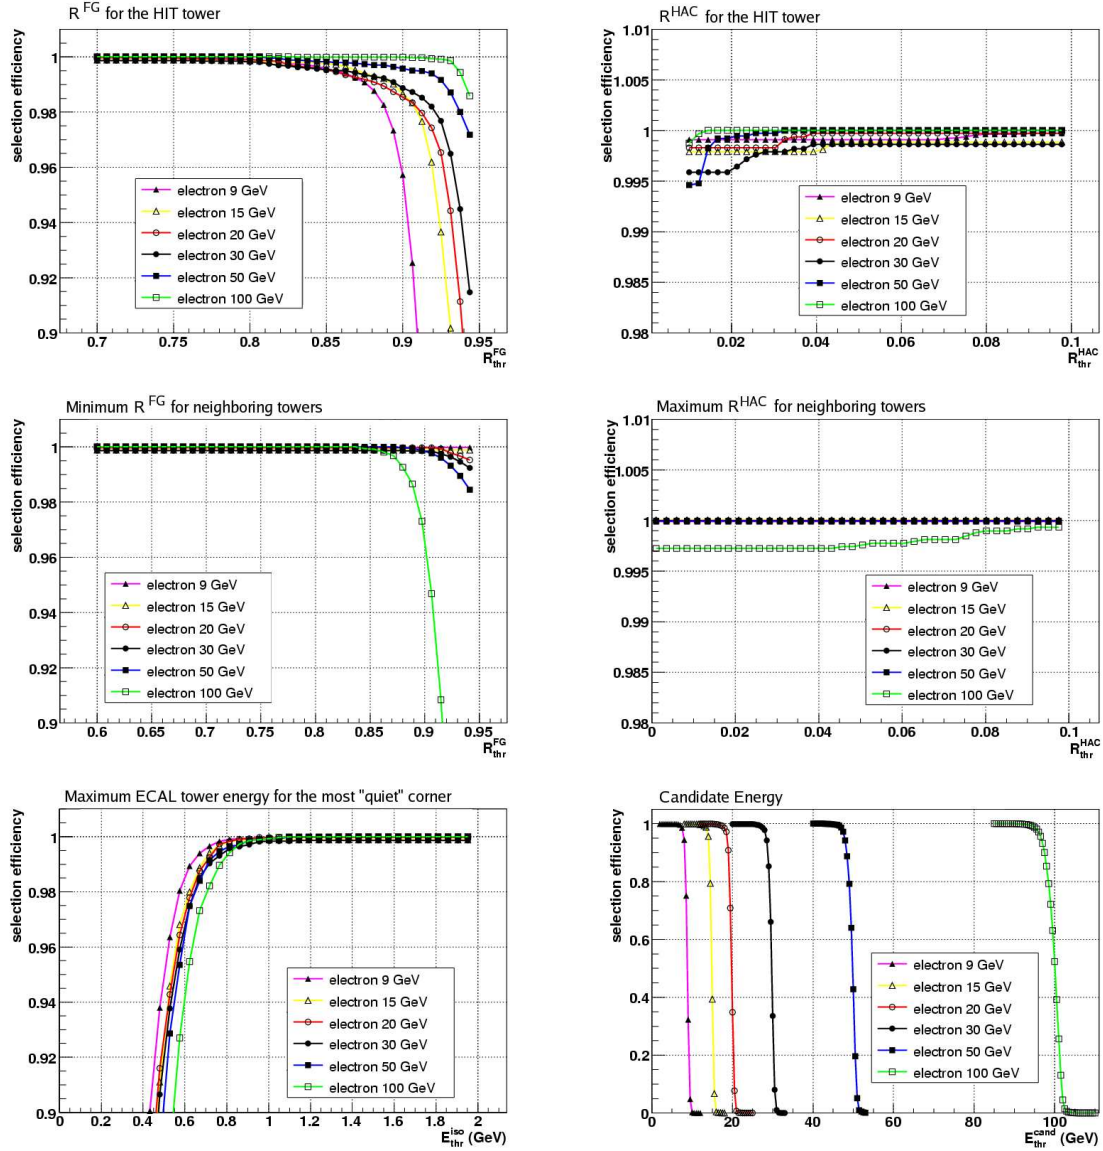 R^FG for the HIT tower
selection efficiency
1
0.98
0.96
0.94
0.92
0.9
electron 9 GeV
electron 15 GeV
electron 20 GeV
electron 30 GeV
electron 50 GeV
electron 100 GeV
0.7 0.75 0.8 0.85 0.9 0.95
R^FG_thr
R^HAC for the HIT tower
selection efficiency
1.01
1.005
1
0.995
0.99
0.985
0.98
electron 9 GeV
electron 15 GeV
electron 20 GeV
electron 30 GeV
electron 50 GeV
electron 100 GeV
0.02 0.04 0.06 0.08 0.1
R^HAC_thr
Minimum R^FG for neighboring towers
selection efficiency
1
0.98
0.96
0.94
0.92
0.9
electron 9 GeV
electron 15 GeV
electron 20 GeV
electron 30 GeV
electron 50 GeV
electron 100 GeV
0.6 0.65 0.7 0.75 0.8 0.85 0.9 0.95
R^FG_thr
Maximum R^HAC for neighboring towers
selection efficiency
1.01
1.005
1
0.995
0.99
0.985
0.98
electron 9 GeV
electron 15 GeV
electron 20 GeV
electron 30 GeV
electron 50 GeV
electron 100 GeV
0 0.02 0.04 0.06 0.08 0.1
R^HAC_thr
Maximum ECAL tower energy for the most "quiet" corner
selection efficiency
1
0.98
0.96
0.94
0.92
0.9
electron 9 GeV
electron 15 GeV
electron 20 GeV
electron 30 GeV
electron 50 GeV
electron 100 GeV
0 0.2 0.4 0.6 0.8 1 1.2 1.4 1.6 1.8 2
E^iso_thr (GeV)
Candidate Energy
selection efficiency
1
0.8
0.6
0.4
0.2
0
electron 9 GeV
electron 15 GeV
electron 20 GeV
electron 30 GeV
electron 50 GeV
electron 100 GeV
0 20 40 60 80 100
E^cand_thr (GeV)